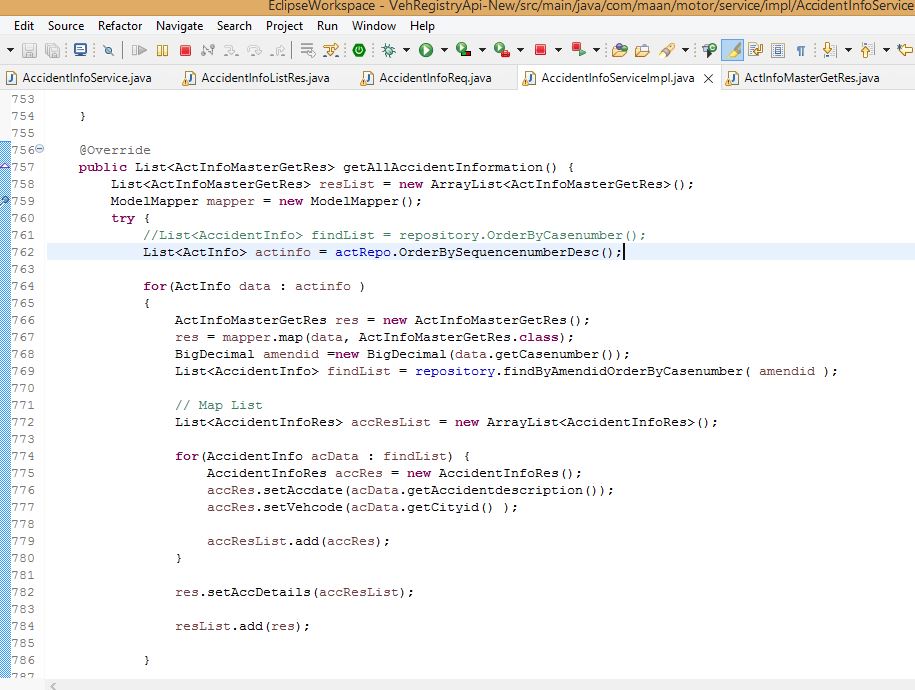 EclipseWorkspace - VehRegistryApi-New/src/main/java/com/maan/motor/service/impl/AccidentInfoService
Edit Source Refactor Navigate Search Project Run Window Help
AccidentInfoService.java AccidentInfoListRes.java AccidentInfoReq.java AccidentInfoServiceImpl.java ActInfoMasterGetRes.java
753
754 }
755
756 @Override
757 public List<ActInfoMasterGetRes> getAllAccidentInformation() {
758 List<ActInfoMasterGetRes> resList = new ArrayList<ActInfoMasterGetRes>();
759 ModelMapper mapper = new ModelMapper();
760 try {
761 //List<AccidentInfo> findList = repository.OrderByCasenumber();
762 List<ActInfo> actinfo = actRepo.OrderBySequencenumberDesc();
763
764 for(ActInfo data : actinfo )
765 {
766 ActInfoMasterGetRes res = new ActInfoMasterGetRes();
767 res = mapper.map(data, ActInfoMasterGetRes.class);
768 BigDecimal amendid =new BigDecimal(data.getCasenumber());
769 List<AccidentInfo> findList = repository.findByAmendidOrderByCasenumber( amendid );
770
771 // Map List
772 List<AccidentInfoRes> accResList = new ArrayList<AccidentInfoRes>();
773
774 for(AccidentInfo acData : findList) {
775 AccidentInfoRes accRes = new AccidentInfoRes();
776 accRes.setAccdate(acData.getAccidentdescription());
777 accRes.setVehcode(acData.getCityid() );
778
779 accResList.add(accRes);
780 }
781
782 res.setAccDetails(accResList);
783
784 resList.add(res);
785
786 }
787